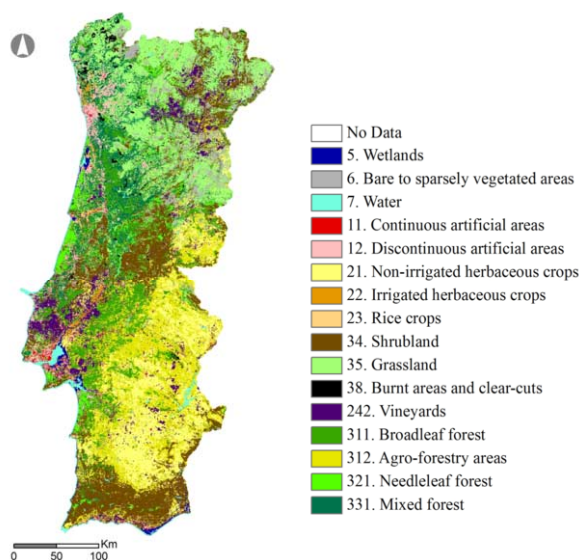 No Data
5. Wetlands
6. Bare to sparsely vegetated areas
7. Water
11. Continuous artificial areas
12. Discontinuous artificial areas
21. Non-irrigated herbaceous crops
22. Irrigated herbaceous crops
23. Rice crops
34. Shrubland
35. Grassland
38. Burnt areas and clear-cuts
242. Vineyards
311. Broadleaf forest
312. Agro-forestry areas
321. Needleleaf forest
331. Mixed forest
Km
0 50 100